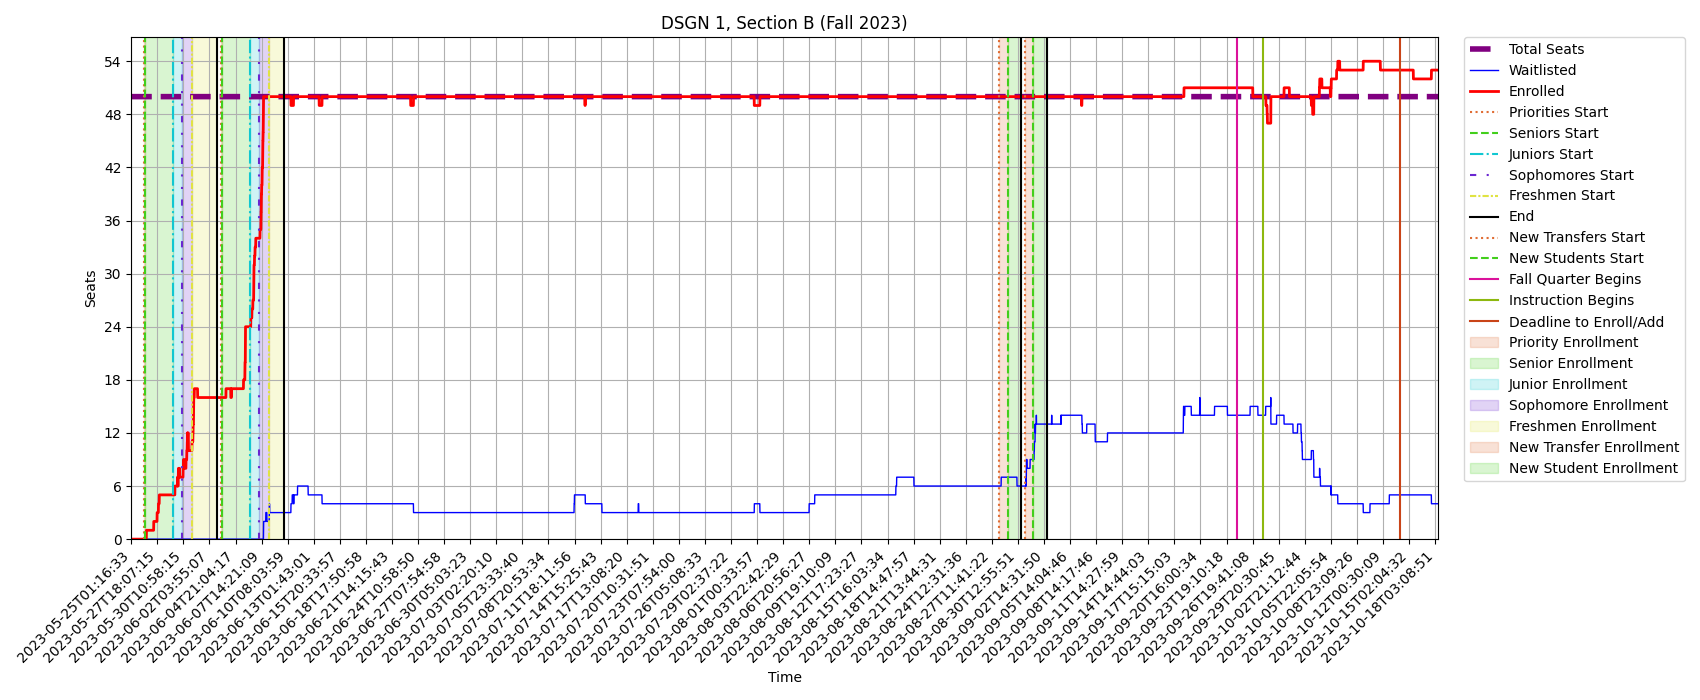 DSGN 1, Section B (Fall 2023)
Seats
54
48
42
36
30
24
18
12
6
0
2023-05-25T01:16:33
2023-05-27T18:07:15
2023-05-30T10:58:15
2023-06-02T03:55:07
2023-06-04T21:04:17
2023-06-07T14:21:09
2023-06-10T08:03:59
2023-06-13T01:43:01
2023-06-15T20:33:57
2023-06-18T17:50:58
2023-06-21T14:15:43
2023-06-24T10:58:50
2023-06-27T07:54:58
2023-06-30T05:03:23
2023-07-03T02:20:10
2023-07-05T23:33:40
2023-07-08T20:53:34
2023-07-11T18:11:56
2023-07-14T15:25:43
2023-07-17T13:08:20
2023-07-20T10:31:51
2023-07-23T07:54:00
2023-07-26T05:08:33
2023-07-29T02:37:22
2023-08-01T00:33:57
2023-08-03T22:42:29
2023-08-06T20:56:27
2023-08-09T19:10:09
2023-08-12T17:23:27
2023-08-15T16:03:34
2023-08-18T14:47:57
2023-08-21T13:44:31
2023-08-24T12:31:36
2023-08-27T11:41:22
2023-08-30T12:55:51
2023-09-02T14:31:50
2023-09-05T14:04:46
2023-09-08T14:17:46
2023-09-11T14:27:59
2023-09-14T14:44:03
2023-09-17T15:15:03
2023-09-20T16:00:34
2023-09-23T19:10:18
2023-09-26T19:41:08
2023-09-29T20:30:45
2023-10-02T21:12:44
2023-10-05T22:05:54
2023-10-08T23:09:26
2023-10-12T00:30:09
2023-10-15T02:04:32
2023-10-18T03:08:51
Time
Total Seats
Waitlisted
Enrolled
Priorities Start
Seniors Start
Juniors Start
Sophomores Start
Freshmen Start
End
New Transfers Start
New Students Start
Fall Quarter Begins
Instruction Begins
Deadline to Enroll/Add
Priority Enrollment
Senior Enrollment
Junior Enrollment
Sophomore Enrollment
Freshmen Enrollment
New Transfer Enrollment
New Student Enrollment